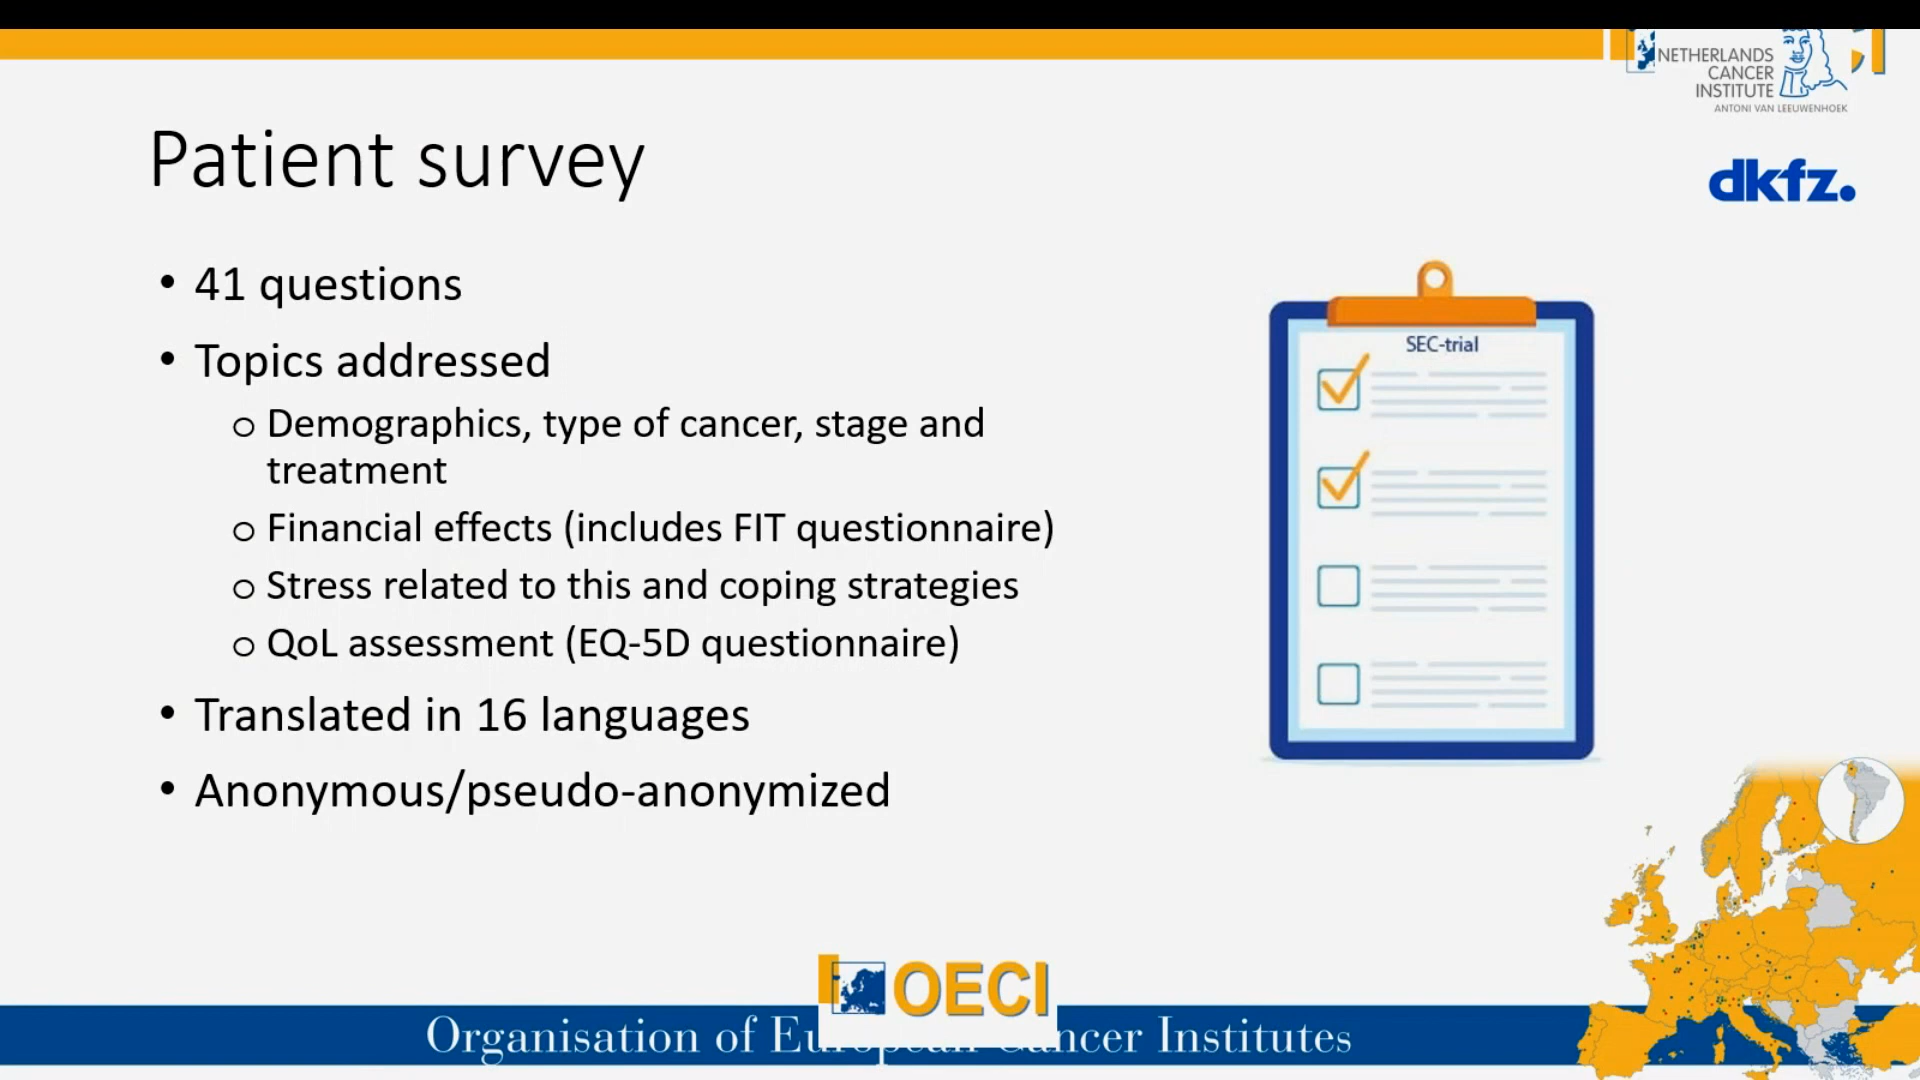 NETHERLANDS
CANCER
INSTITUTE
ANTONI VAN LEEUWENHOEK
Patient survey
dkfz.
• 41 questions
• Topics addressed
o Demographics, type of cancer, stage and
treatment
o Financial effects (includes FIT questionnaire)
o Stress related to this and coping strategies
o QoL assessment (EQ-5D questionnaire)
• Translated in 16 languages
• Anonymous/pseudo-anonymized
SEC-trial
OECI
Organisation of European Cancer Institutes